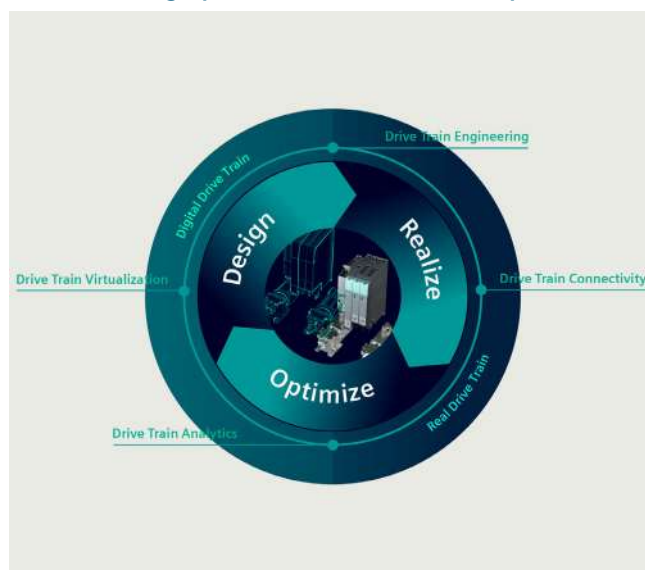 Drive Train Engineering
Digital Drive Train
Design
Realize
Drive Train Virtualization
Drive Train Connectivity
Optimize
Real Drive Train
Drive Train Analytics